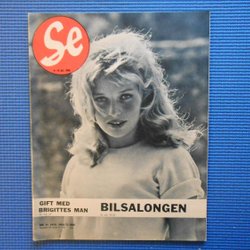 Se
GIFT MED
BRIGITTES MAN
BILSALONGEN